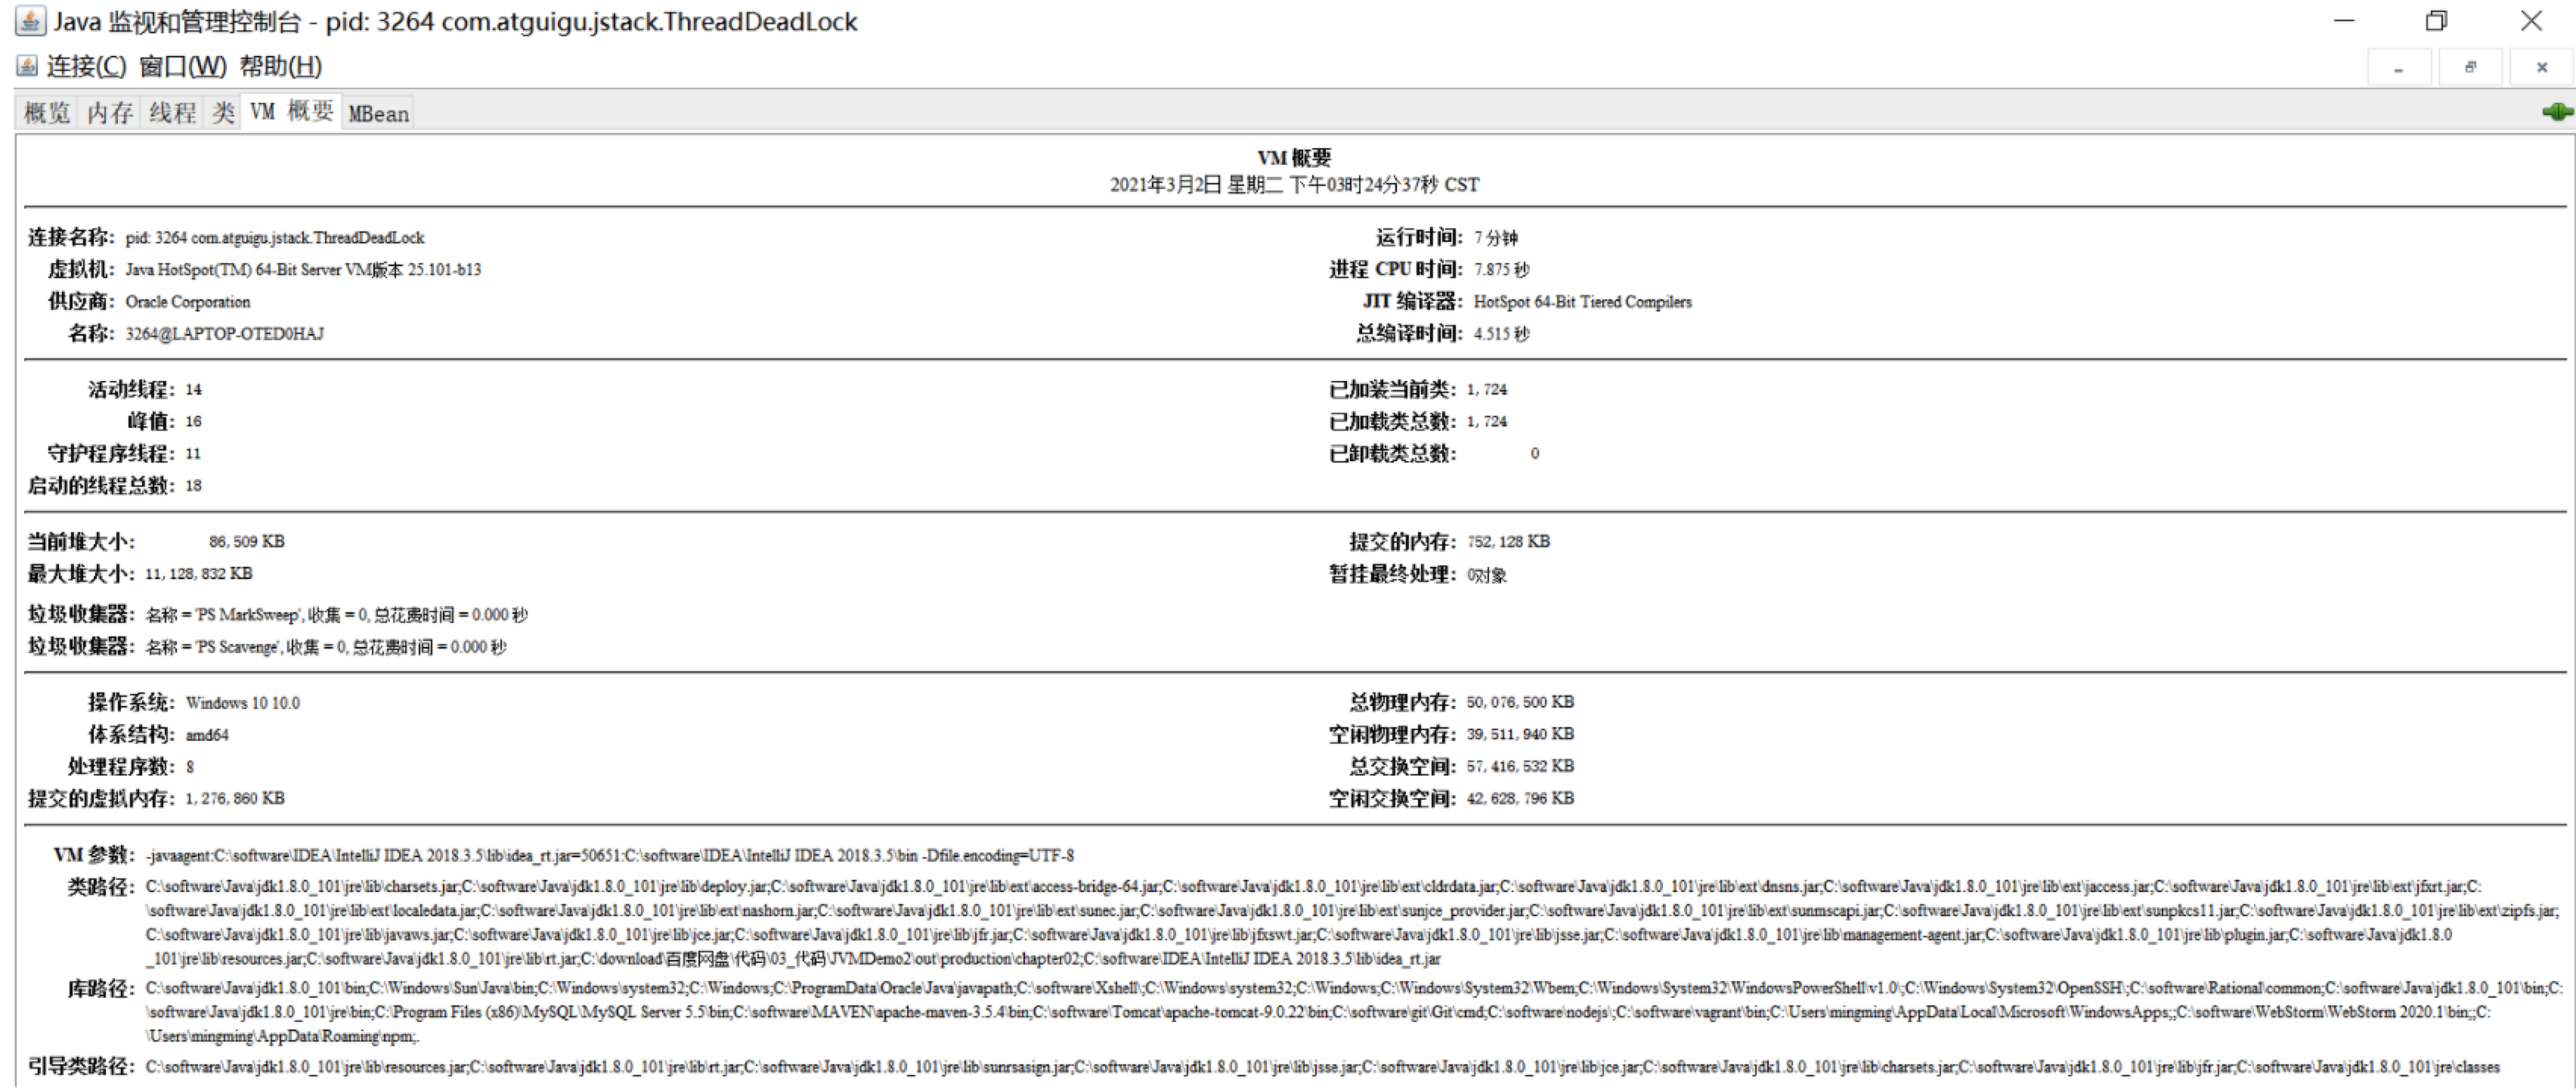 Java 监视和管理控制台 - pid: 3264 com.atguigu.jstack.ThreadDeadLock
连接(C) 窗口(W) 帮助(H)
概览 内存 线程 类 VM 概要 MBean
VM 概要
2021年3月2日 星期二 下午03时24分37秒 CST
连接名称: pid: 3264 com.atguigu.jstack.ThreadDeadLock
运行时间: 7 分钟
虚拟机: Java HotSpot(TM) 64-Bit Server VM版本 25.101-b13
进程 CPU 时间: 7.875 秒
供应商: Oracle Corporation
JIT 编译器: HotSpot 64-Bit Tiered Compilers
名称: 3264@LAPTOP-OTED0HAJ
总编译时间: 4.515 秒
活动线程: 14
已加装当前类: 1, 724
峰值: 16
已加载类总数: 1, 724
守护程序线程: 11
已卸载类总数: 0
启动的线程总数: 18
当前堆大小: 86, 509 KB
提交的内存: 752, 128 KB
最大堆大小: 11, 128, 832 KB
暂挂最终处理: 0对象
垃圾收集器: 名称 = 'PS MarkSweep', 收集 = 0, 总花费时间 = 0.000 秒
垃圾收集器: 名称 = 'PS Scavenge', 收集 = 0, 总花费时间 = 0.000 秒
操作系统: Windows 10 10.0
总物理内存: 50, 076, 500 KB
体系结构: amd64
空闲物理内存: 39, 511, 940 KB
处理程序数: 8
总交换空间: 57, 416, 532 KB
提交的虚拟内存: 1, 276, 860 KB
空闲交换空间: 42, 628, 796 KB
VM 参数: -javaagent:C:\software\IDEA\IntelliJ IDEA 2018.3.5\lib\idea_rt.jar=50651:C:\software\IDEA\IntelliJ IDEA 2018.3.5\bin -Dfile.encoding=UTF-8
类路径: C:\software\Java\jdk1.8.0_101\jre\lib\charsets.jar;C:\software\Java\jdk1.8.0_101\jre\lib\deploy.jar;C:\software\Java\jdk1.8.0_101\jre\lib\ext\access-bridge-64.jar;C:\software\Java\jdk1.8.0_101\jre\lib\ext\cldrdata.jar;C:\software\Java\jdk1.8.0_101\jre\lib\ext\dnsns.jar;C:\software\Java\jdk1.8.0_101\jre\lib\ext\jaccess.jar;C:\software\Java\jdk1.8.0_101\jre\lib\ext\jfxrt.jar;C:
\software\Java\jdk1.8.0_101\jre\lib\ext\localedata.jar;C:\software\Java\jdk1.8.0_101\jre\lib\ext\nashorn.jar;C:\software\Java\jdk1.8.0_101\jre\lib\ext\sunec.jar;C:\software\Java\jdk1.8.0_101\jre\lib\ext\sunjce_provider.jar;C:\software\Java\jdk1.8.0_101\jre\lib\ext\sunmscapi.jar;C:\software\Java\jdk1.8.0_101\jre\lib\ext\sunpkcs11.jar;C:\software\Java\jdk1.8.0_101\jre\lib\ext\zipfs.jar;
C:\software\Java\jdk1.8.0_101\jre\lib\javaws.jar;C:\software\Java\jdk1.8.0_101\jre\lib\jce.jar;C:\software\Java\jdk1.8.0_101\jre\lib\jfr.jar;C:\software\Java\jdk1.8.0_101\jre\lib\jfxswt.jar;C:\software\Java\jdk1.8.0_101\jre\lib\jsse.jar;C:\software\Java\jdk1.8.0_101\jre\lib\management-agent.jar;C:\software\Java\jdk1.8.0_101\jre\lib\plugin.jar;C:\software\Java\jdk1.8.0
_101\jre\lib\resources.jar;C:\software\Java\jdk1.8.0_101\jre\lib\rt.jar;C:\download\百度网盘\代码\03_代码\JVMDemo2\out\production\chapter02;C:\software\IDEA\IntelliJ IDEA 2018.3.5\lib\idea_rt.jar
库路径: C:\software\Java\jdk1.8.0_101\bin;C:\Windows\Sun\Java\bin;C:\Windows\system32;C:\Windows;C:\ProgramData\Oracle\Java\javapath;C:\software\Xshell\;C:\Windows\system32;C:\Windows;C:\Windows\System32\Wbem;C:\Windows\System32\WindowsPowerShell\v1.0\;C:\Windows\System32\OpenSSH\;C:\software\Rational\common;C:\software\Java\jdk1.8.0_101\bin;C:
\software\Java\jdk1.8.0_101\jre\bin;C:\Program Files (x86)\MySQL\MySQL Server 5.5\bin;C:\software\MAVEN\apache-maven-3.5.4\bin;C:\software\Tomcat\apache-tomcat-9.0.22\bin;C:\software\git\Git\cmd;C:\software\nodejs\;C:\software\vagrant\bin;C:\Users\mingming\AppData\Local\Microsoft\WindowsApps;;C:\software\WebStorm\WebStorm 2020.1\bin;;C:
\Users\mingming\AppData\Roaming\npm;.
引导类路径: C:\software\Java\jdk1.8.0_101\jre\lib\resources.jar;C:\software\Java\jdk1.8.0_101\jre\lib\rt.jar;C:\software\Java\jdk1.8.0_101\jre\lib\sunrsasign.jar;C:\software\Java\jdk1.8.0_101\jre\lib\jsse.jar;C:\software\Java\jdk1.8.0_101\jre\lib\jce.jar;C:\software\Java\jdk1.8.0_101\jre\lib\charsets.jar;C:\software\Java\jdk1.8.0_101\jre\lib\jfr.jar;C:\software\Java\jdk1.8.0_101\jre\classes